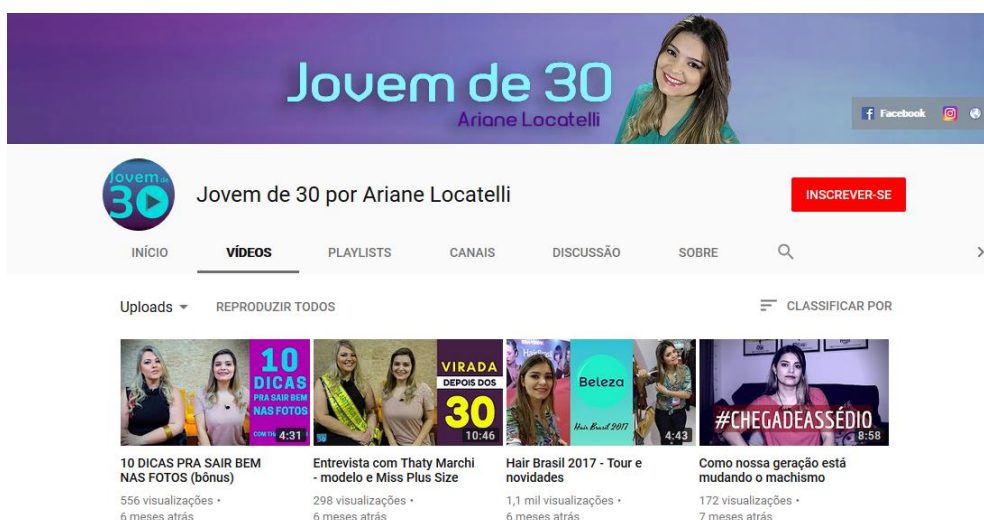 Jovem de 30
Ariane Locatelli
Facebook
Jovem de
30
Jovem de 30 por Ariane Locatelli
INSCREVER-SE
INÍCIO VÍDEOS PLAYLISTS CANAIS DISCUSSÃO SOBRE
Uploads REPRODUZIR TODOS CLASSIFICAR POR
10
DICAS
PRA SAIR BEM
NAS FOTOS
4:31
VIRADA
DEPOIS DOS
30
10:46
Beleza
Hair Brasil 2017
4:43
#CHEGADEASSÉDIO
8:58
10 DICAS PRA SAIR BEM
NAS FOTOS (bônus)
556 visualizações •
6 meses atrás
Entrevista com Thaty Marchi
- modelo e Miss Plus Size
298 visualizações •
6 meses atrás
Hair Brasil 2017 - Tour e
novidades
1,1 mil visualizações •
6 meses atrás
Como nossa geração está
mudando o machismo
172 visualizações •
7 meses atrás